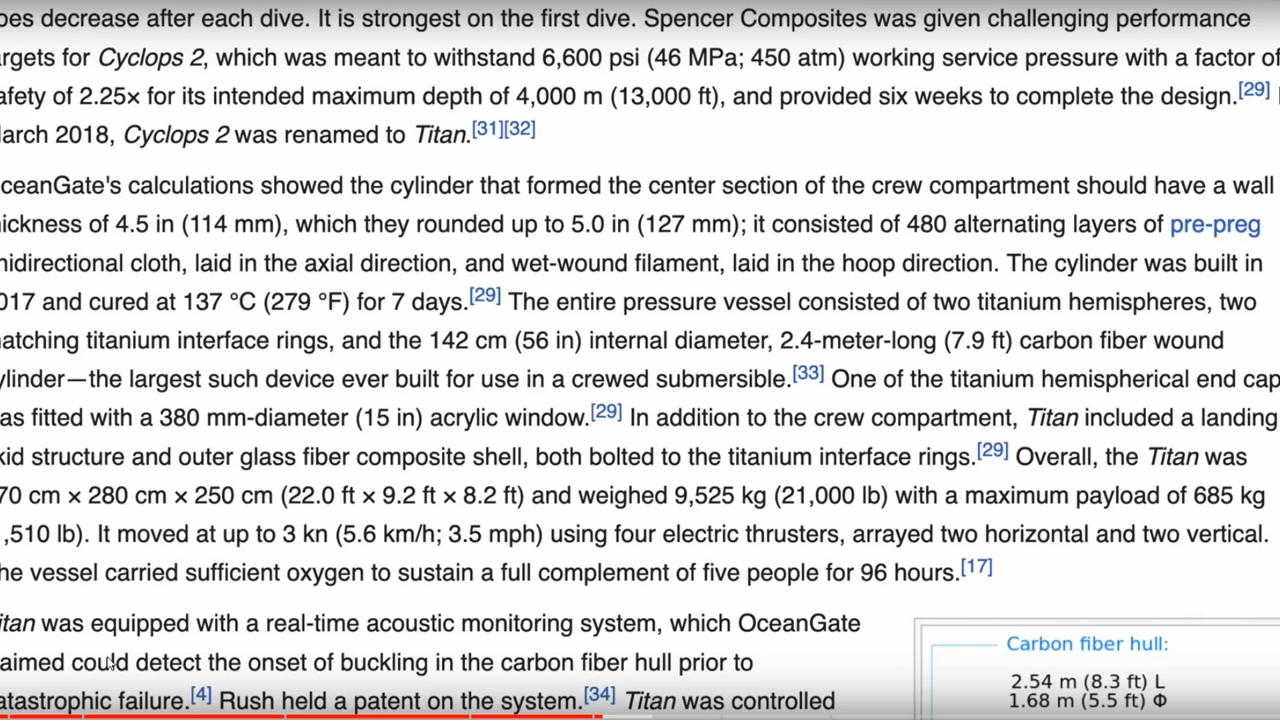 oes decrease after each dive. It is strongest on the first dive. Spencer Composites was given challenging performance
rgets for Cyclops 2, which was meant to withstand 6,600 psi (46 MPa; 450 atm) working service pressure with a factor of
afety of 2.25× for its intended maximum depth of 4,000 m (13,000 ft), and provided six weeks to complete the design.[29]
larch 2018, Cyclops 2 was renamed to Titan.[31][32]
ceanGate's calculations showed the cylinder that formed the center section of the crew compartment should have a wall
ickness of 4.5 in (114 mm), which they rounded up to 5.0 in (127 mm); it consisted of 480 alternating layers of pre-preg
nidirectional cloth, laid in the axial direction, and wet-wound filament, laid in the hoop direction. The cylinder was built in
017 and cured at 137 °C (279 °F) for 7 days.[29] The entire pressure vessel consisted of two titanium hemispheres, two
atching titanium interface rings, and the 142 cm (56 in) internal diameter, 2.4-meter-long (7.9 ft) carbon fiber wound
ylinder—the largest such device ever built for use in a crewed submersible.[33] One of the titanium hemispherical end cap
as fitted with a 380 mm-diameter (15 in) acrylic window.[29] In addition to the crew compartment, Titan included a landing
kid structure and outer glass fiber composite shell, both bolted to the titanium interface rings.[29] Overall, the Titan was
70 cm × 280 cm × 250 cm (22.0 ft × 9.2 ft × 8.2 ft) and weighed 9,525 kg (21,000 lb) with a maximum payload of 685 kg
,510 lb). It moved at up to 3 kn (5.6 km/h; 3.5 mph) using four electric thrusters, arrayed two horizontal and two vertical.
he vessel carried sufficient oxygen to sustain a full complement of five people for 96 hours.[17]
itan was equipped with a real-time acoustic monitoring system, which OceanGate
aimed could detect the onset of buckling in the carbon fiber hull prior to
atastrophic failure.[4] Rush held a patent on the system.[34] Titan was controlled
Carbon fiber hull:
2.54 m (8.3 ft) L
1.68 m (5.5 ft) Φ